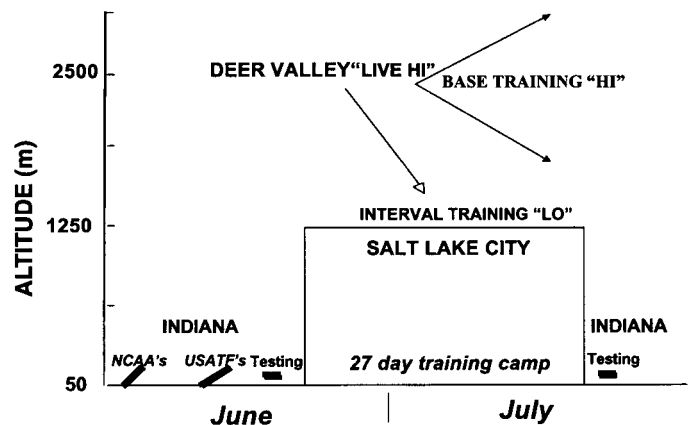 2500
DEER VALLEY“LIVE HI”
BASE TRAINING “HI”
ALTITUDE (m)
1250
INTERVAL TRAINING “LO”
SALT LAKE CITY
INDIANA
INDIANA
NCAA's USATF's Testing
27 day training camp
Testing
50
June
July